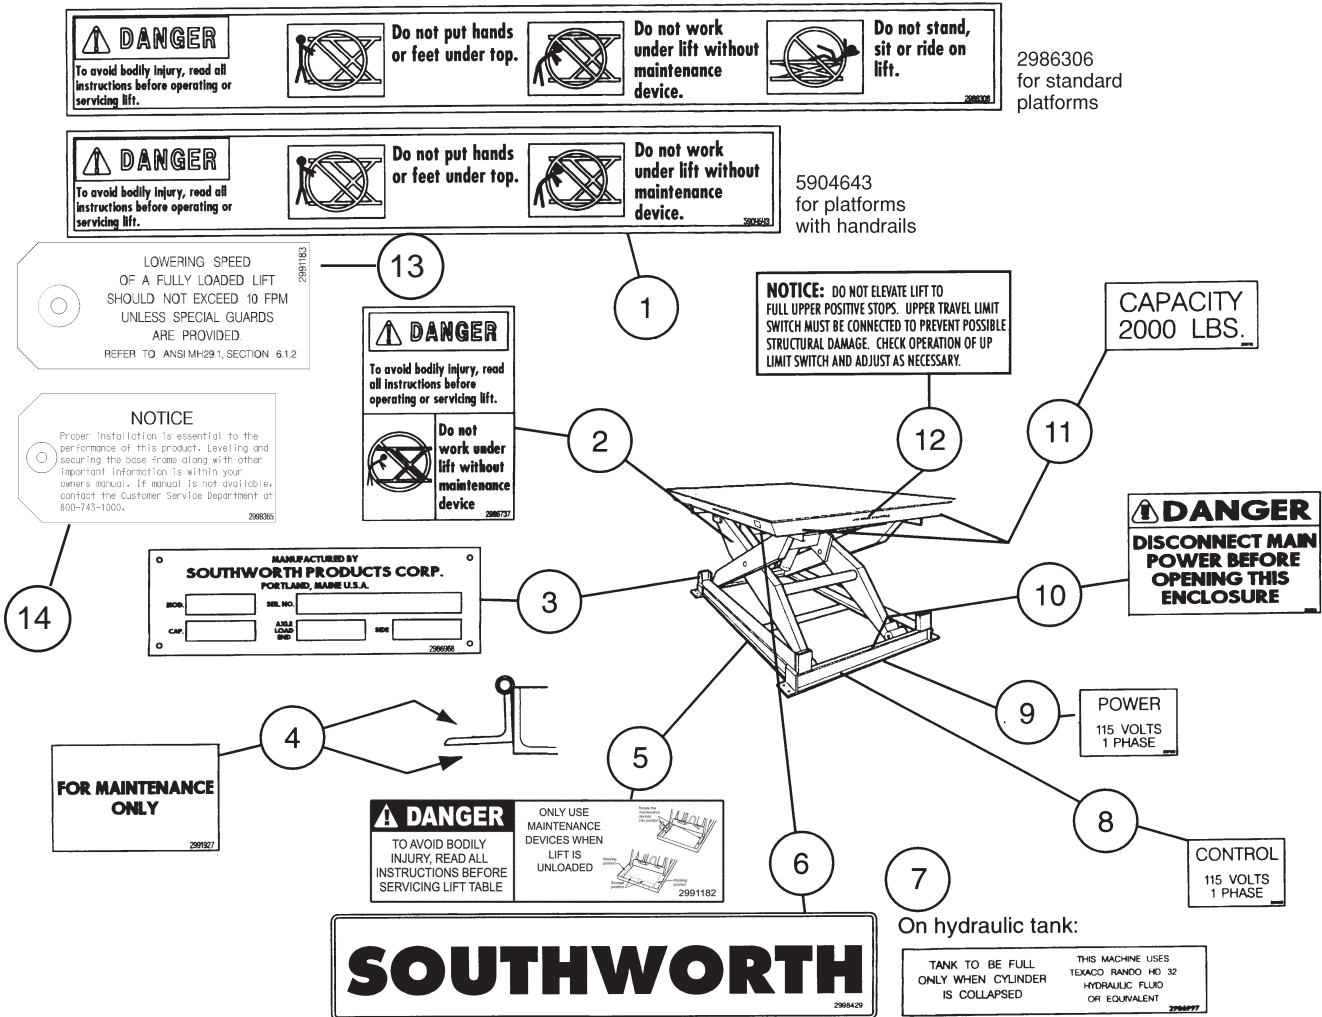 DANGER
To avoid bodily injury, read all
instructions before operating or
servicing lift.
Do not put hands
or feet under top.
Do not work
under lift without
maintenance
device.
Do not stand,
sit or ride on
lift.
2986306
2986306
for standard
platforms
DANGER
To avoid bodily injury, read all
instructions before operating or
servicing lift.
Do not put hands
or feet under top.
Do not work
under lift without
maintenance
device.
5904643
5904643
for platforms
with handrails
LOWERING SPEED
OF A FULLY LOADED LIFT
SHOULD NOT EXCEED 10 FPM
UNLESS SPECIAL GUARDS
ARE PROVIDED.
REFER TO ANSI MH29.1, SECTION 6.1.2
2991183
13
1
DANGER
To avoid bodily injury, read
all instructions before
operating or servicing lift.
Do not
work under
lift without
maintenance
device
2986737
2
NOTICE: DO NOT ELEVATE LIFT TO
FULL UPPER POSITIVE STOPS. UPPER TRAVEL LIMIT
SWITCH MUST BE CONNECTED TO PREVENT POSSIBLE
STRUCTURAL DAMAGE. CHECK OPERATION OF UP
LIMIT SWITCH AND ADJUST AS NECESSARY.
12
CAPACITY
2000 LBS.
11
NOTICE
Proper installation is essential to the
performance of this product. Leveling and
securing the base frame along with other
important information is within your
owners manual. If manual is not available,
contact the Customer Service Department at
800-743-1000.
2998365
14
MANUFACTURED BY
SOUTHWORTH PRODUCTS CORP.
PORTLAND, MAINE U.S.A.
MOD.
SER. NO.
CAP.
AXLE
LOAD
END
SIDE
2986968
3
DANGER
DISCONNECT MAIN
POWER BEFORE
OPENING THIS
ENCLOSURE
10
9
POWER
115 VOLTS
1 PHASE
4
FOR MAINTENANCE
ONLY
2991927
5
DANGER
TO AVOID BODILY
INJURY, READ ALL
INSTRUCTIONS BEFORE
SERVICING LIFT TABLE
ONLY USE
MAINTENANCE
DEVICES WHEN
LIFT IS
UNLOADED
Rotate the
maintenance
devices
into position
Working
position
Storage
position
Working
position
2991182
8
CONTROL
115 VOLTS
1 PHASE
6
SOUTHWORTH
2998429
7
On hydraulic tank:
TANK TO BE FULL
ONLY WHEN CYLINDER
IS COLLAPSED
THIS MACHINE USES
TEXACO RANDO HD 32
HYDRAULIC FLUID
OR EQUIVALENT
2986997